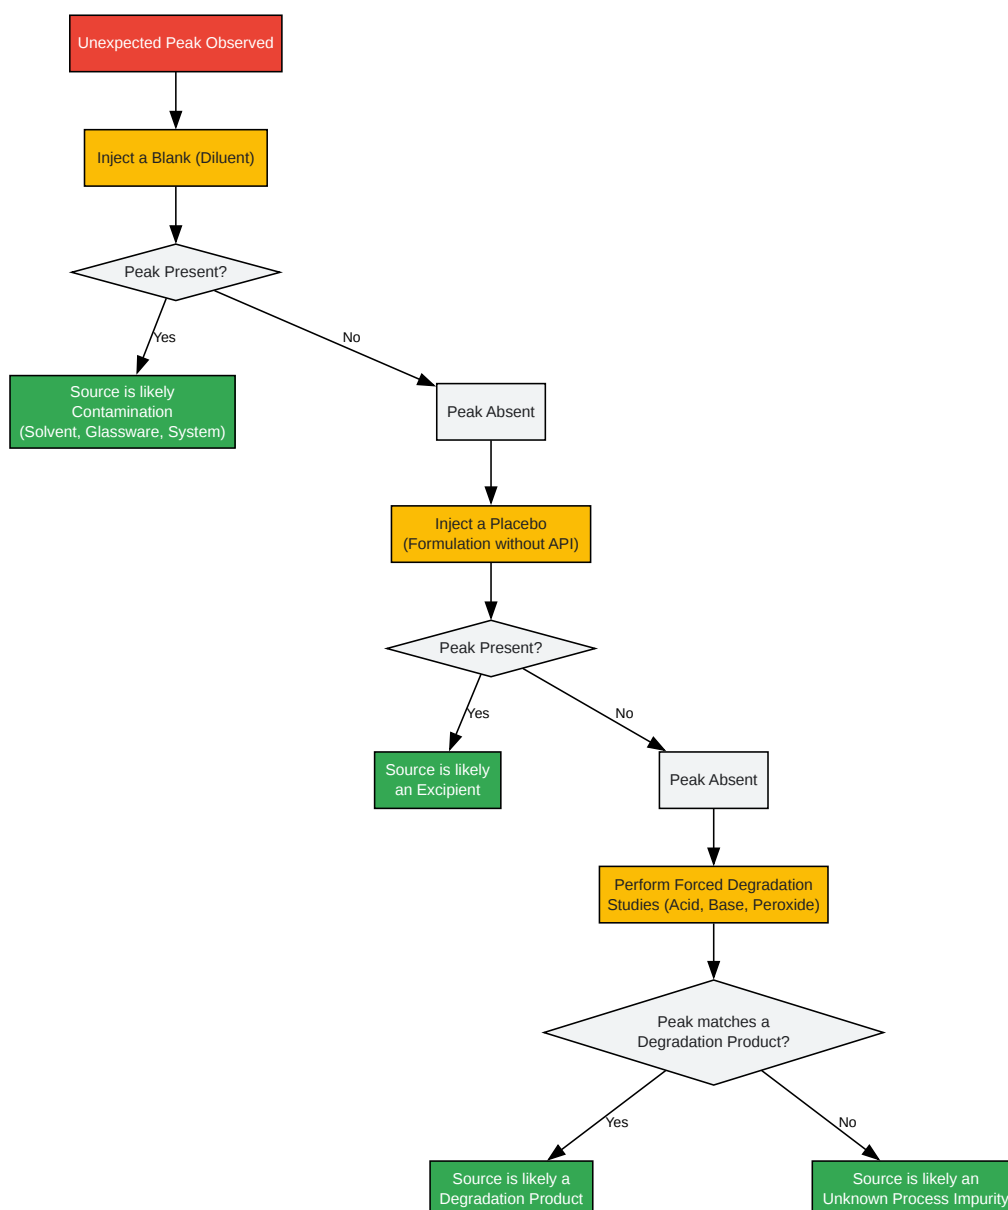 Unexpected Peak Observed
Inject a Blank (Diluent)
Peak Present?
Yes
No
Source is likely
Contamination
(Solvent, Glassware, System)
Peak Absent
Inject a Placebo
(Formulation without API)
Peak Present?
Yes
No
Source is likely
an Excipient
Peak Absent
Perform Forced Degradation
Studies (Acid, Base, Peroxide)
Peak matches a
Degradation Product?
Yes
No
Source is likely a
Degradation Product
Source is likely an
Unknown Process Impurity